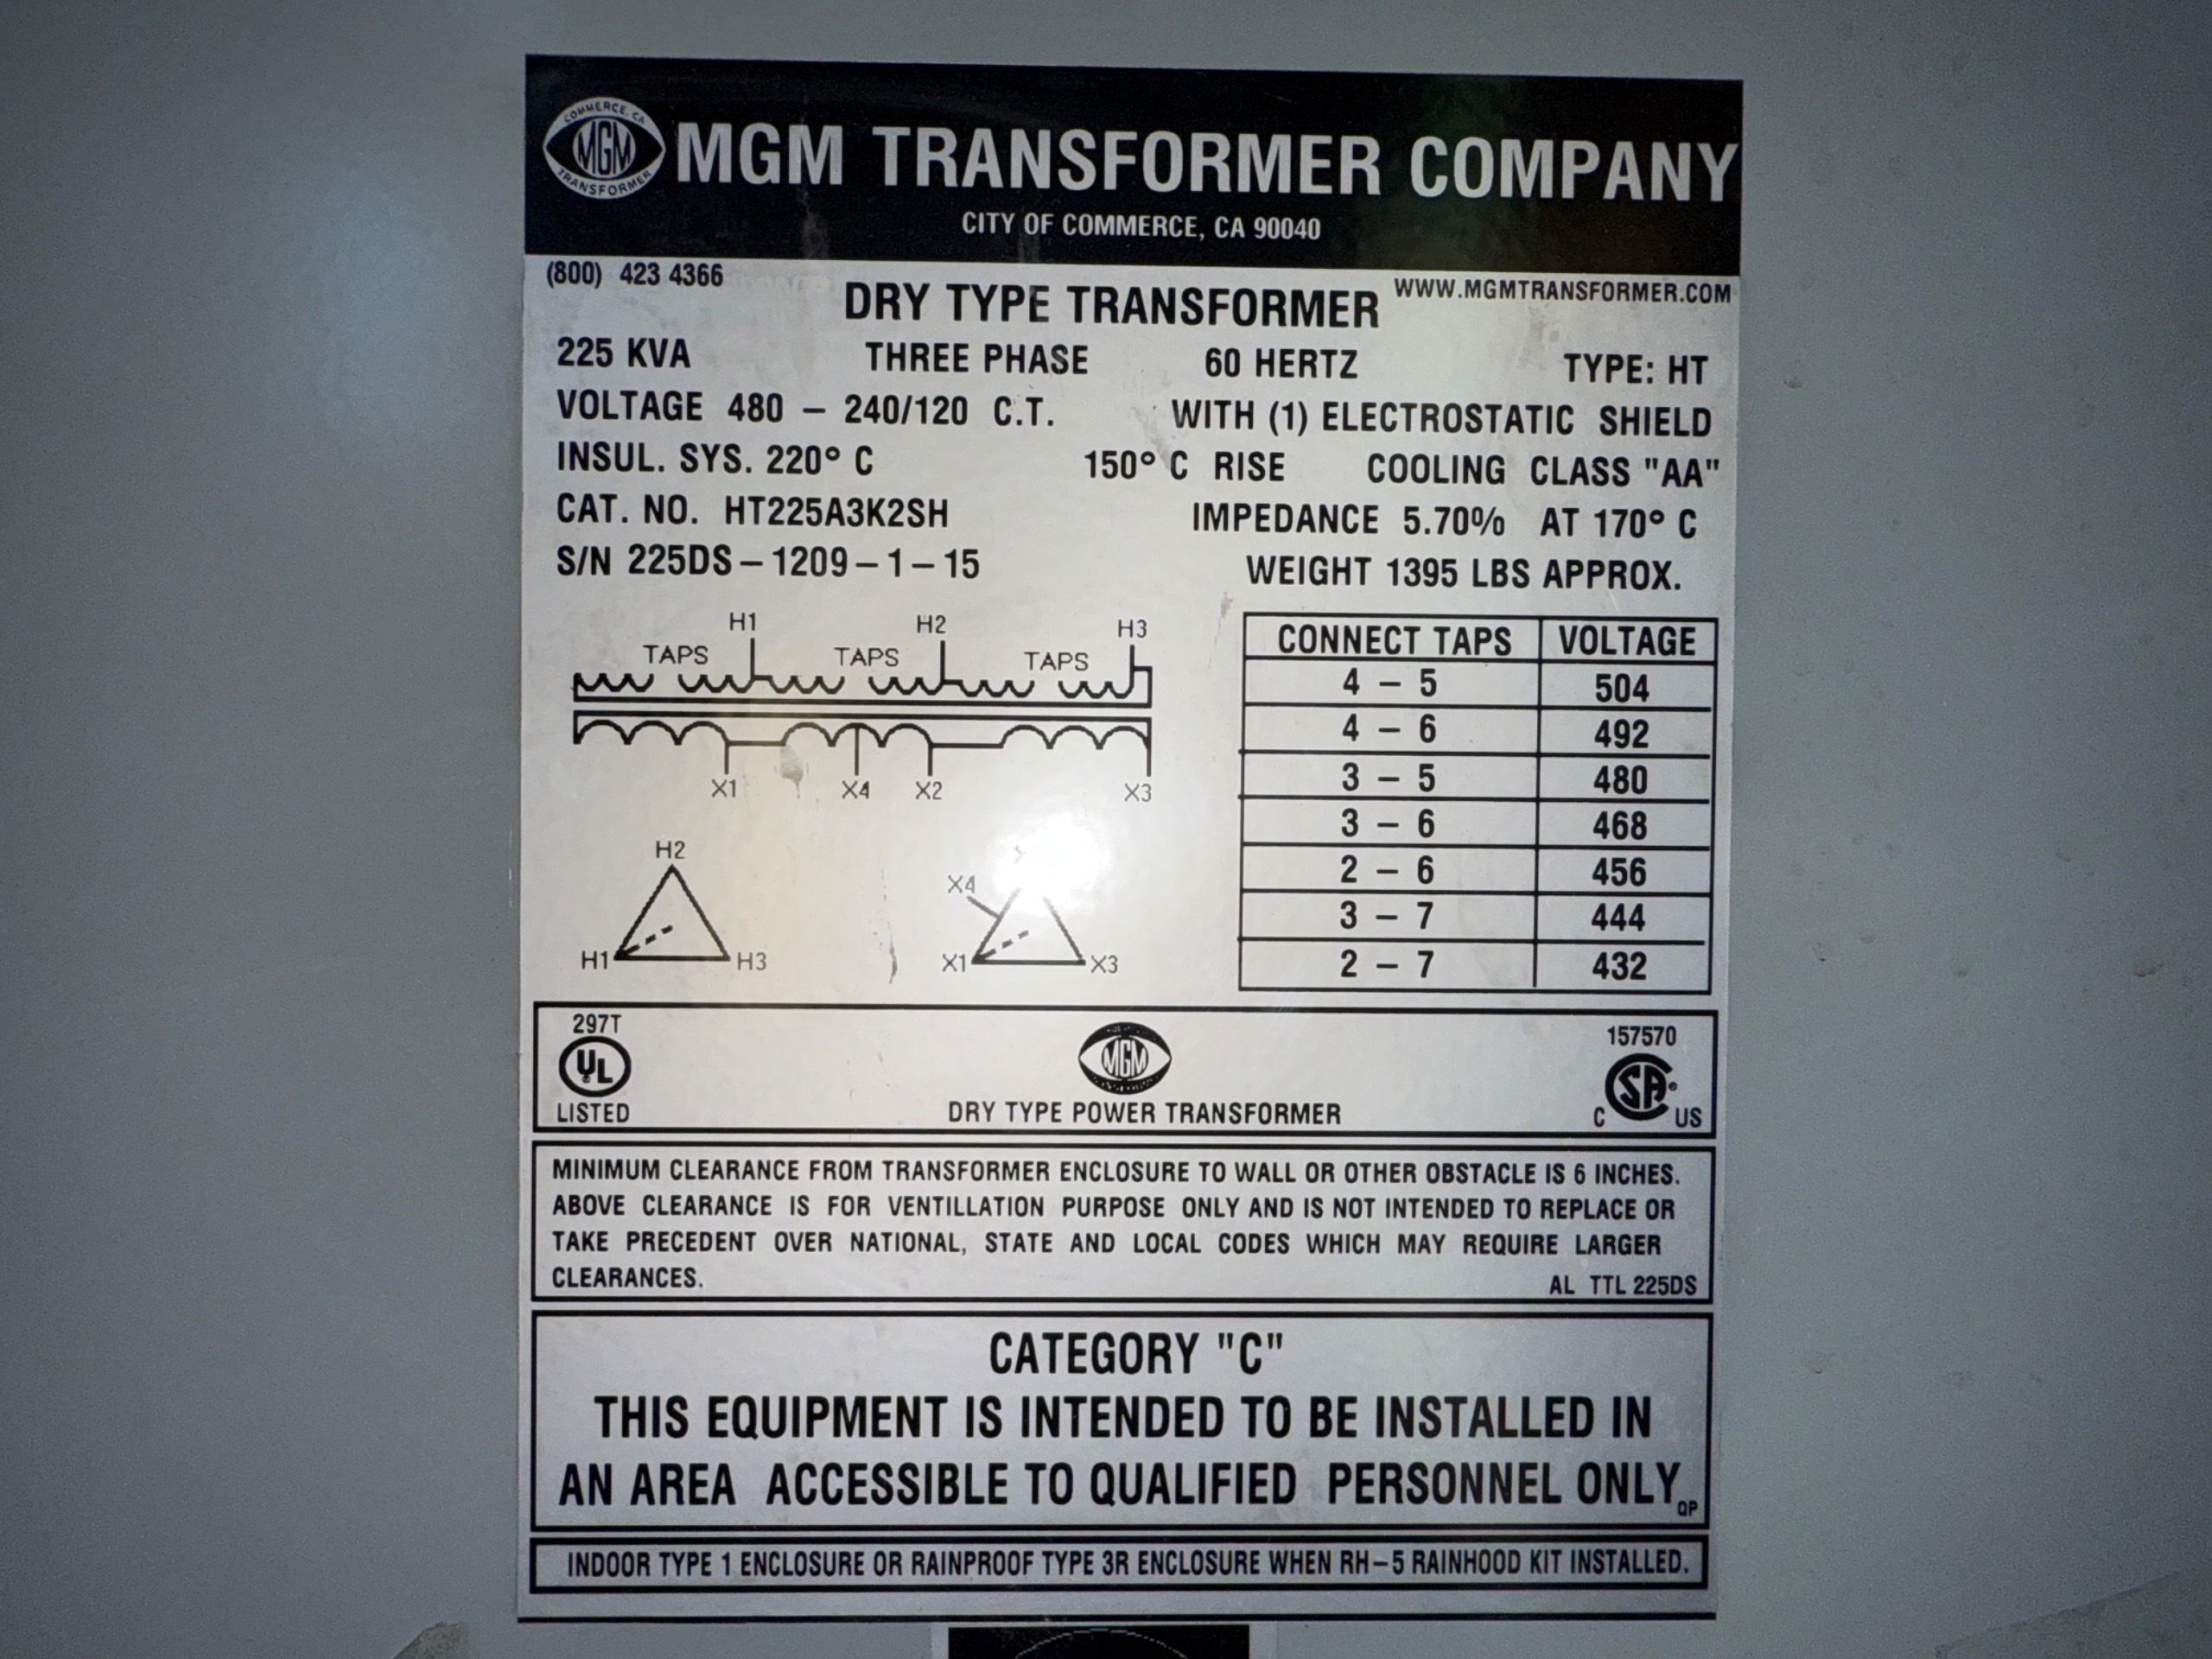 COMMERCE, CA
MGM
TRANSFORMER
MGM TRANSFORMER COMPANY
CITY OF COMMERCE, CA 90040
(800) 423 4366
WWW.MGMTRANSFORMER.COM
DRY TYPE TRANSFORMER
225 KVA THREE PHASE 60 HERTZ TYPE: HT
VOLTAGE 480 – 240/120 C.T. WITH (1) ELECTROSTATIC SHIELD
INSUL. SYS. 220° C 150° C RISE COOLING CLASS "AA"
CAT. NO. HT225A3K2SH IMPEDANCE 5.70% AT 170° C
S/N 225DS–1209–1–15 WEIGHT 1395 LBS APPROX.
H1 H2 H3
TAPS TAPS TAPS
X1 X4 X2 X3
H2
H1 H3
X4
X1 X3
CONNECT TAPS VOLTAGE
4 – 5 504
4 – 6 492
3 – 5 480
3 – 6 468
2 – 6 456
3 – 7 444
2 – 7 432
297T
UL
LISTED
MGM
DRY TYPE POWER TRANSFORMER
157570
C SA® US
MINIMUM CLEARANCE FROM TRANSFORMER ENCLOSURE TO WALL OR OTHER OBSTACLE IS 6 INCHES.
ABOVE CLEARANCE IS FOR VENTILLATION PURPOSE ONLY AND IS NOT INTENDED TO REPLACE OR
TAKE PRECEDENT OVER NATIONAL, STATE AND LOCAL CODES WHICH MAY REQUIRE LARGER
CLEARANCES.
AL TTL 225DS
CATEGORY "C"
THIS EQUIPMENT IS INTENDED TO BE INSTALLED IN
AN AREA ACCESSIBLE TO QUALIFIED PERSONNEL ONLY
QP
INDOOR TYPE 1 ENCLOSURE OR RAINPROOF TYPE 3R ENCLOSURE WHEN RH–5 RAINHOOD KIT INSTALLED.